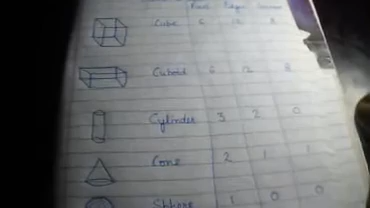 Faces Edges
Cube 6 12 8
Cuboid 6 12 8
Cylinder 3 2 0
Cone 2 1 1
Sphere 1 0 0